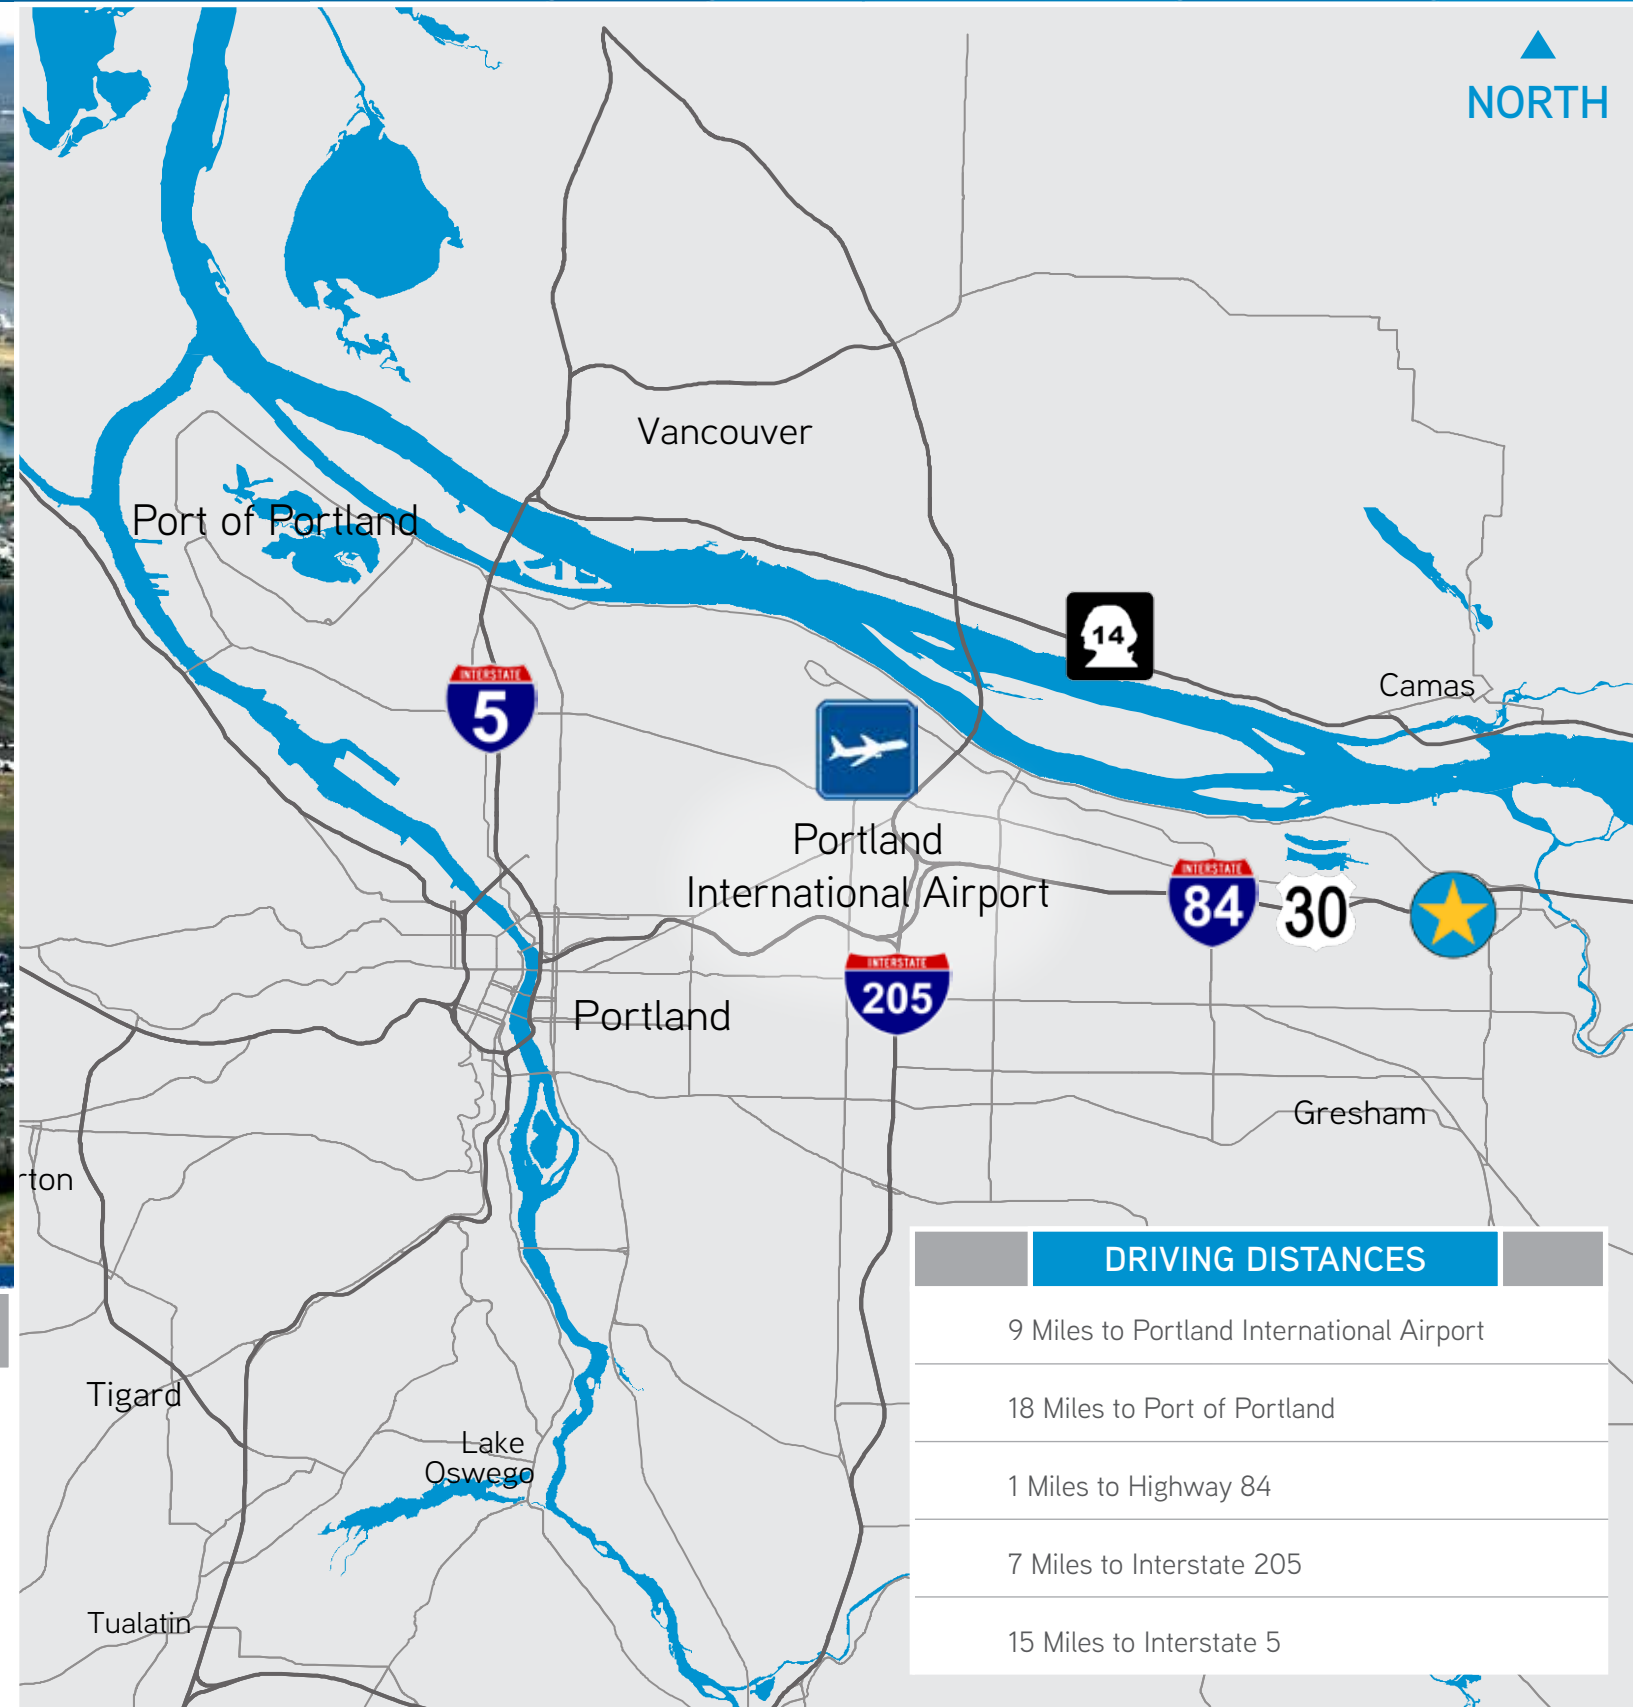 NORTH
Vancouver
Port of Portland
14
INTERSTATE
5
Camas
Portland
International Airport
INTERSTATE
84
30
INTERSTATE
205
Portland
Gresham
rton
DRIVING DISTANCES
9 Miles to Portland International Airport
18 Miles to Port of Portland
1 Miles to Highway 84
7 Miles to Interstate 205
15 Miles to Interstate 5
Tigard
Lake
Oswego
Tualatin